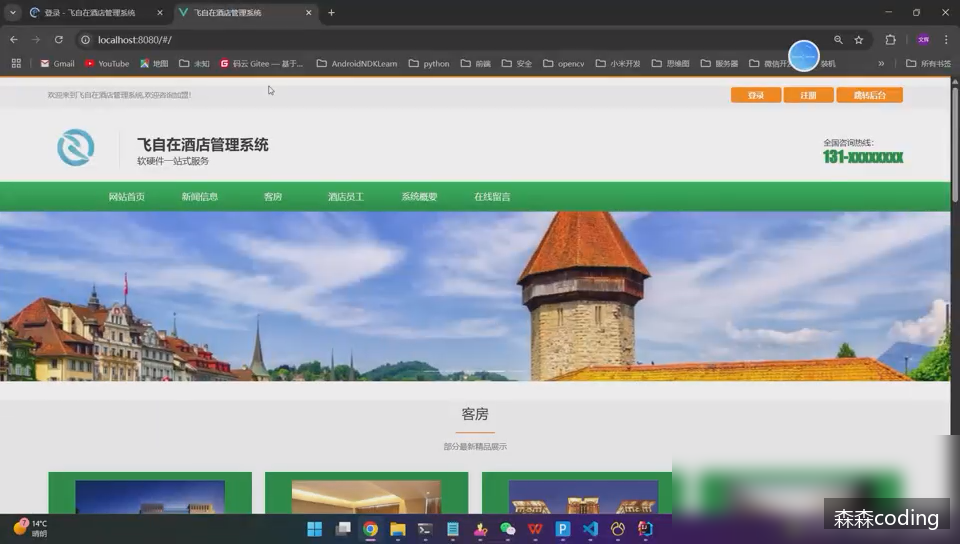 登录 - 飞自在酒店管理系统
飞自在酒店管理系统
localhost:8080/#/
文辉
Gmail
YouTube
地图
未知
码云 Gitee — 基于...
AndroidNDKLearn
python
前端
安全
opencv
小米开发
思维图
服务器
微信开发
装机
»
所有书签
欢迎来到飞自在酒店管理系统,欢迎咨询加盟!
登录
注册
跳转后台
飞自在酒店管理系统
软硬件一站式服务
全国咨询热线:
131-xxxxxxxx
网站首页
新闻信息
客房
酒店员工
系统概要
在线留言
客房
部分最新精品展示
7
14°C
晴朗
森森coding